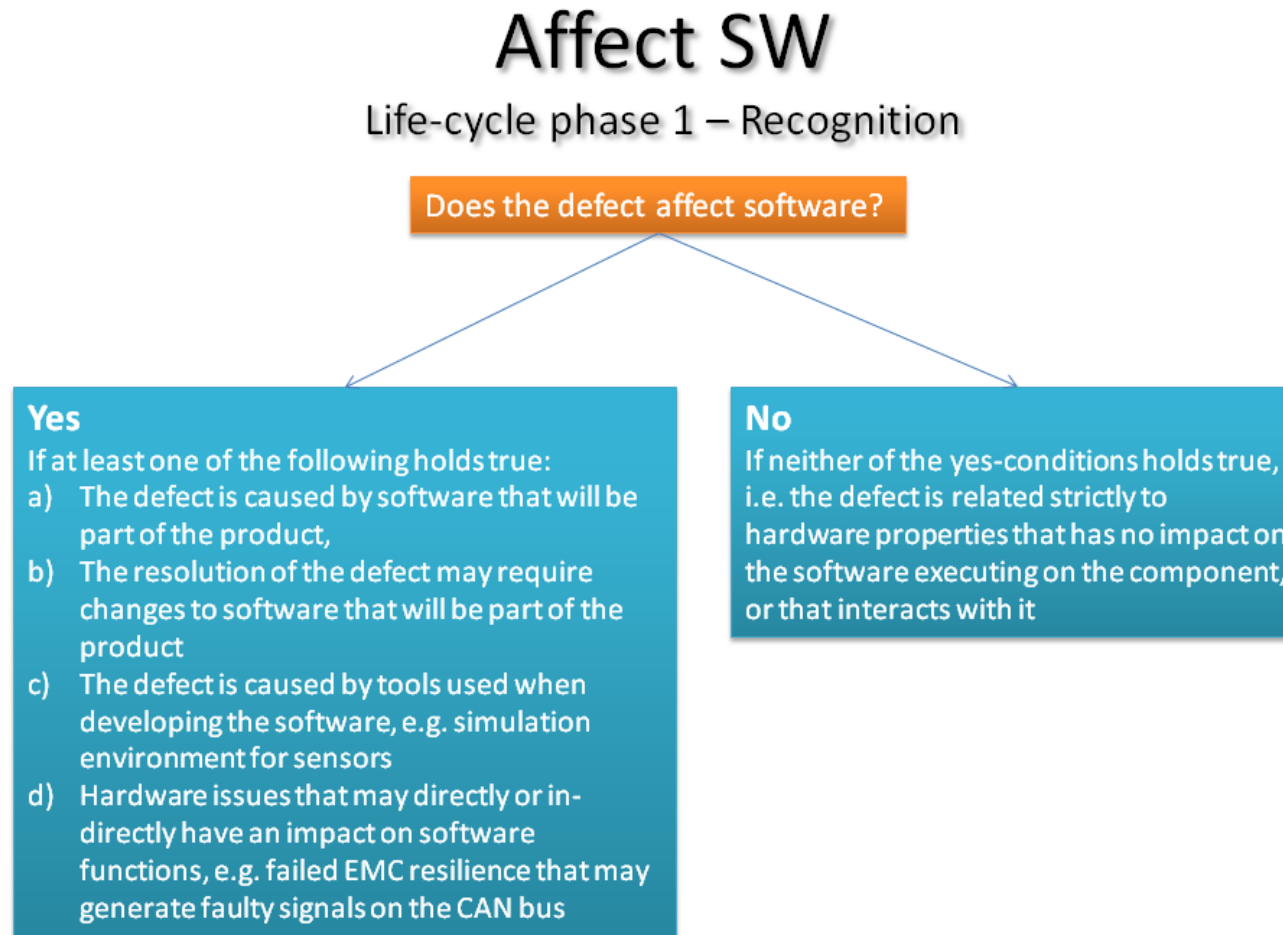 Affect SW
Life-cycle phase 1 – Recognition
Does the defect affect software?
Yes
If at least one of the following holds true:
a) The defect is caused by software that will be
part of the product,
b) The resolution of the defect may require
changes to software that will be part of the
product
c) The defect is caused by tools used when
developing the software, e.g. simulation
environment for sensors
d) Hardware issues that may directly or in-
directly have an impact on software
functions, e.g. failed EMC resilience that may
generate faulty signals on the CAN bus
No
If neither of the yes-conditions holds true,
i.e. the defect is related strictly to
hardware properties that has no impact on
the software executing on the component,
or that interacts with it